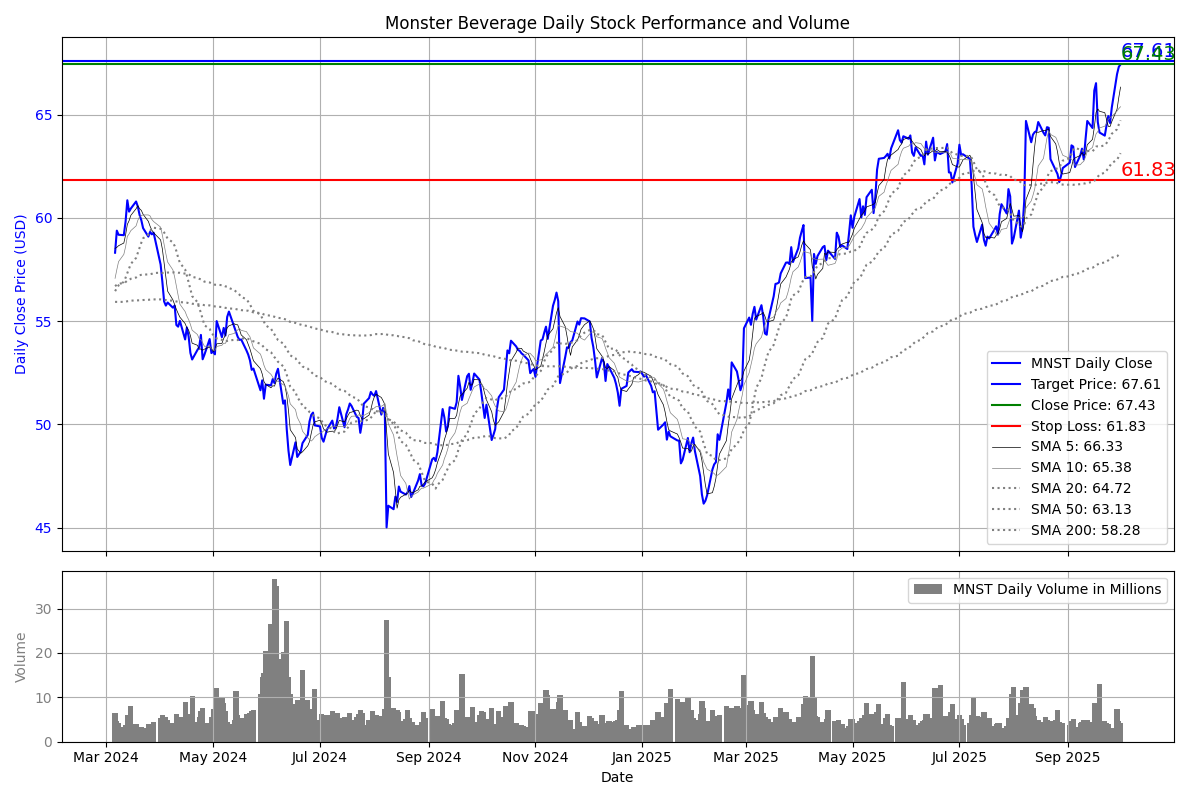 Monster Beverage Daily Stock Performance and Volume
67.61
67.43
61.83
65
60
55
50
45
Daily Close Price (USD)
MNST Daily Close
Target Price: 67.61
Close Price: 67.43
Stop Loss: 61.83
SMA 5: 66.33
SMA 10: 65.38
SMA 20: 64.72
SMA 50: 63.13
SMA 200: 58.28
MNST Daily Volume in Millions
30
20
10
0
Volume
Mar 2024 May 2024 Jul 2024 Sep 2024 Nov 2024 Jan 2025 Mar 2025 May 2025 Jul 2025 Sep 2025
Date